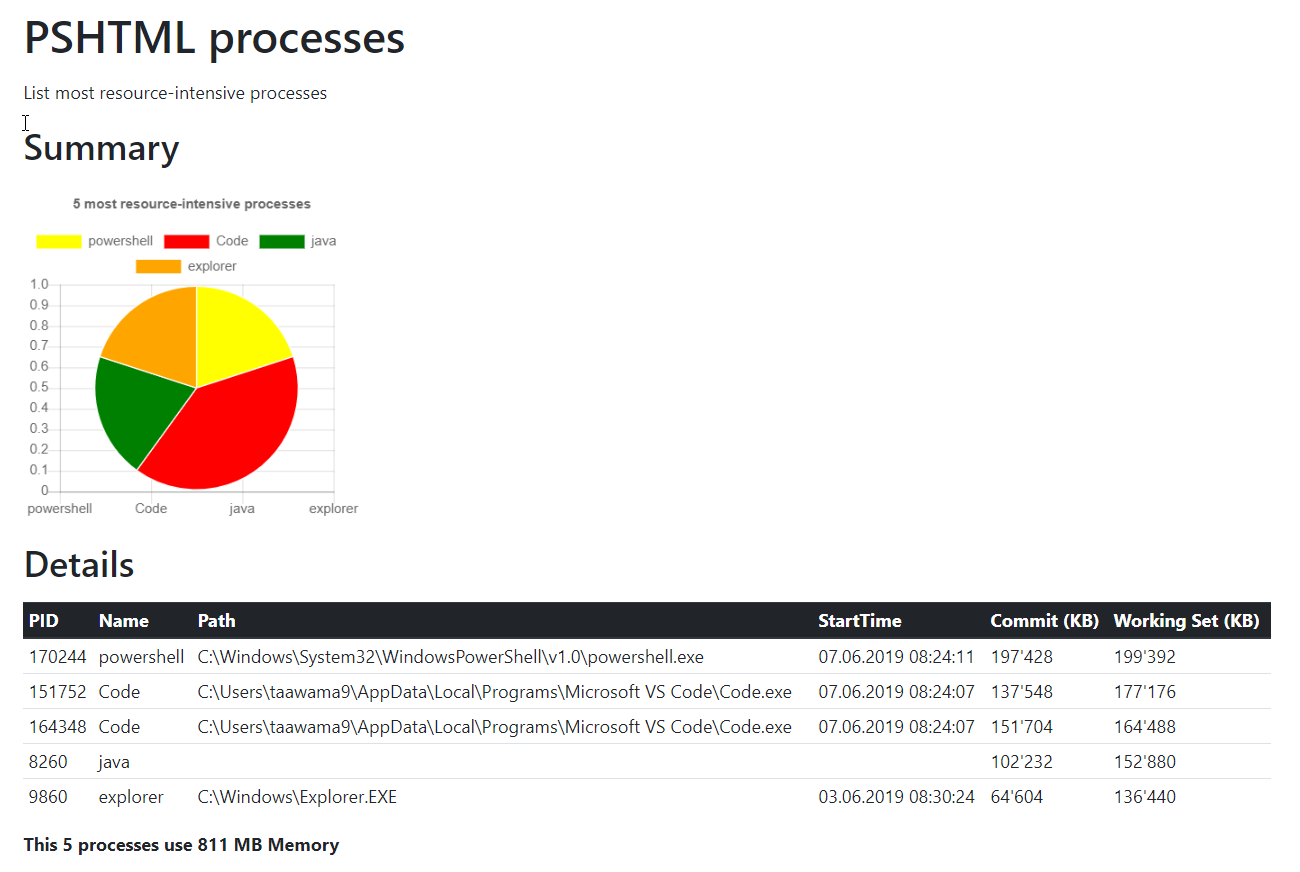 PSHTML processes
List most resource-intensive processes
Summary
5 most resource-intensive processes
powershell Code java
explorer
1.0
0.9
0.8
0.7
0.6
0.5
0.4
0.3
0.2
0.1
0
powershell Code java explorer
Details
PID Name Path StartTime Commit (KB) Working Set (KB)
170244 powershell C:\Windows\System32\WindowsPowerShell\v1.0\powershell.exe 07.06.2019 08:24:11 197'428 199'392
151752 Code C:\Users\taawama9\AppData\Local\Programs\Microsoft VS Code\Code.exe 07.06.2019 08:24:07 137'548 177'176
164348 Code C:\Users\taawama9\AppData\Local\Programs\Microsoft VS Code\Code.exe 07.06.2019 08:24:07 151'704 164'488
8260 java 102'232 152'880
9860 explorer C:\Windows\Explorer.EXE 03.06.2019 08:30:24 64'604 136'440
This 5 processes use 811 MB Memory